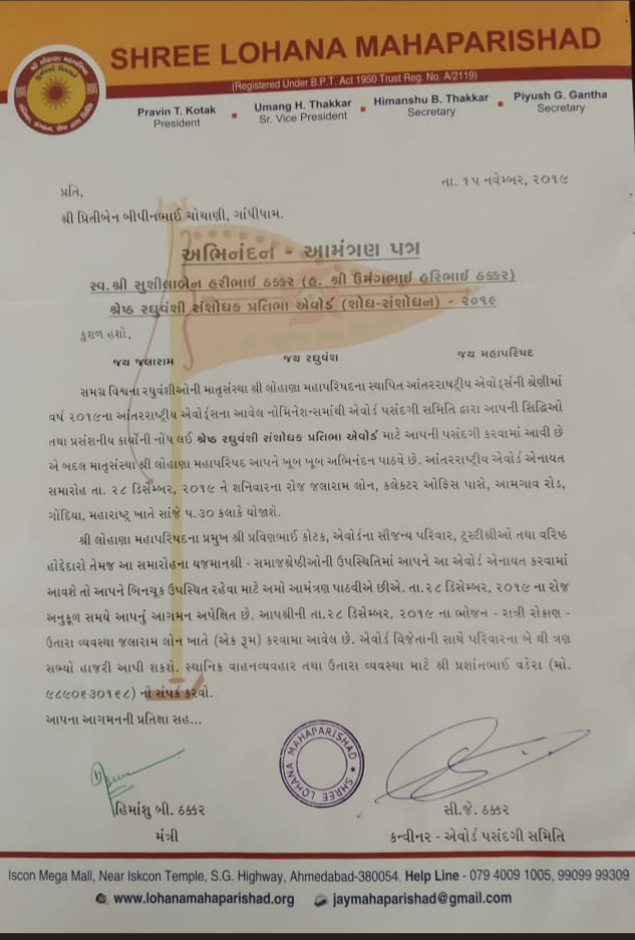 SHREE LOHANA MAHAPARISHAD
(Registered Under B.P.T. Act 1950 Trust Reg. No. A/2119)
Pravin T. Kotak
President
Umang H. Thakkar
Sr. Vice President
Himanshu B. Thakkar
Secretary
Piyush G. Gantha
Secretary
તા. ૧૫ નવેમ્બર, ૨૦૧૯
પ્રતિ,
શ્રી પ્રિતીબેન બીપીનભાઈ ચોથાણી, ગાંધીધામ.
અભિનંદન - આમંત્રણ પત્ર
સ્વ. શ્રી સુશીલાબેન હરીભાઈ ઠક્કર (હ. શ્રી ઉમંગભાઈ હરિભાઈ ઠક્કર)
શ્રેષ્ઠ રઘુવંશી સંશોધક પ્રતિભા એવોર્ડ (શોધ-સંશોધન) - ૨૦૧૯
કુશળ હશો,
જય જલારામ જય રઘુવંશ જય મહાપરિષદ
સમગ્ર વિશ્વના રઘુવંશીઓની માતૃસંસ્થા શ્રી લોહાણા મહાપરિષદના સ્થાપિત આંતરરાષ્ટ્રીય એવોર્ડ્સની શ્રેણીમાં
વર્ષ ૨૦૧૯ના આંતરરાષ્ટ્રીય એવોર્ડ્સના આવેલ નોમિનેશન્સમાંથી એવોર્ડ પસંદગી સમિતિ દ્વારા આપની સિદ્ધિઓ
તથા પ્રસંશનીય કાર્યોની નોંધ લઈ શ્રેષ્ઠ રઘુવંશી સંશોધક પ્રતિભા એવોર્ડ માટે આપની પસંદગી કરવામાં આવી છે
એ બદલ માતૃસંસ્થા શ્રી લોહાણા મહાપરિષદ આપને ખૂબ ખૂબ અભિનંદન પાઠવે છે. આંતરરાષ્ટ્રીય એવોર્ડ એનાયત
સમારોહ તા. ૨૮ ડિસેમ્બર, ૨૦૧૯ ને શનિવારના રોજ જલારામ લોન, કલેક્ટર ઓફિસ પાસે, આમગાવ રોડ,
ગોંદિયા, મહારાષ્ટ્ર ખાતે સાંજે ૫.૩૦ કલાકે યોજાશે.
શ્રી લોહાણા મહાપરિષદના પ્રમુખ શ્રી પ્રવિણભાઈ કોટક, એવોર્ડના સૌજન્ય પરિવાર, ટ્રસ્ટીશ્રીઓ તથા વરિષ્ઠ
હોદ્દેદારો તેમજ આ સમારોહના યજમાનશ્રી - સમાજશ્રેષ્ઠીઓની ઉપસ્થિતિમાં આપને આ એવોર્ડ એનાયત કરવામાં
આવશે તો આપને બિનચૂક ઉપસ્થિત રહેવા માટે અમો આમંત્રણ પાઠવીએ છીએ. તા.૨૮ ડિસેમ્બર, ૨૦૧૯ ના રોજ
અનુકૂળ સમયે આપનું આગમન અપેક્ષિત છે. આપશ્રીની તા.૨૮ ડિસેમ્બર, ૨૦૧૯ ના ભોજન - રાત્રી રોકાણ -
ઉતારા વ્યવસ્થા જલારામ લોન ખાતે (એક રૂમ) કરવામાં આવેલ છે. એવોર્ડ વિજેતાની સાથે પરિવારના બે થી ત્રણ
સભ્યો હાજરી આપી શકશે. સ્થાનિક વાહનવ્યવહાર તથા ઉતારા વ્યવસ્થા માટે શ્રી પ્રશાંતભાઈ વડેરા (મો.
૯૮૯૦૬૩૦૧૬૮) નો સંપર્ક કરવો.
આપના આગમનની પ્રતિક્ષા સહ...
SHREE LOHANA MAHAPARISHAD
હિમાંશુ બી. ઠક્કર
મંત્રી
સી.જે. ઠક્કર
કન્વીનર - એવોર્ડ પસંદગી સમિતિ
Iscon Mega Mall, Near Iskcon Temple, S.G. Highway, Ahmedabad-380054. Help Line - 079 4009 1005, 99099 99309
www.lohanamahaparishad.org jaymahaparishad@gmail.com